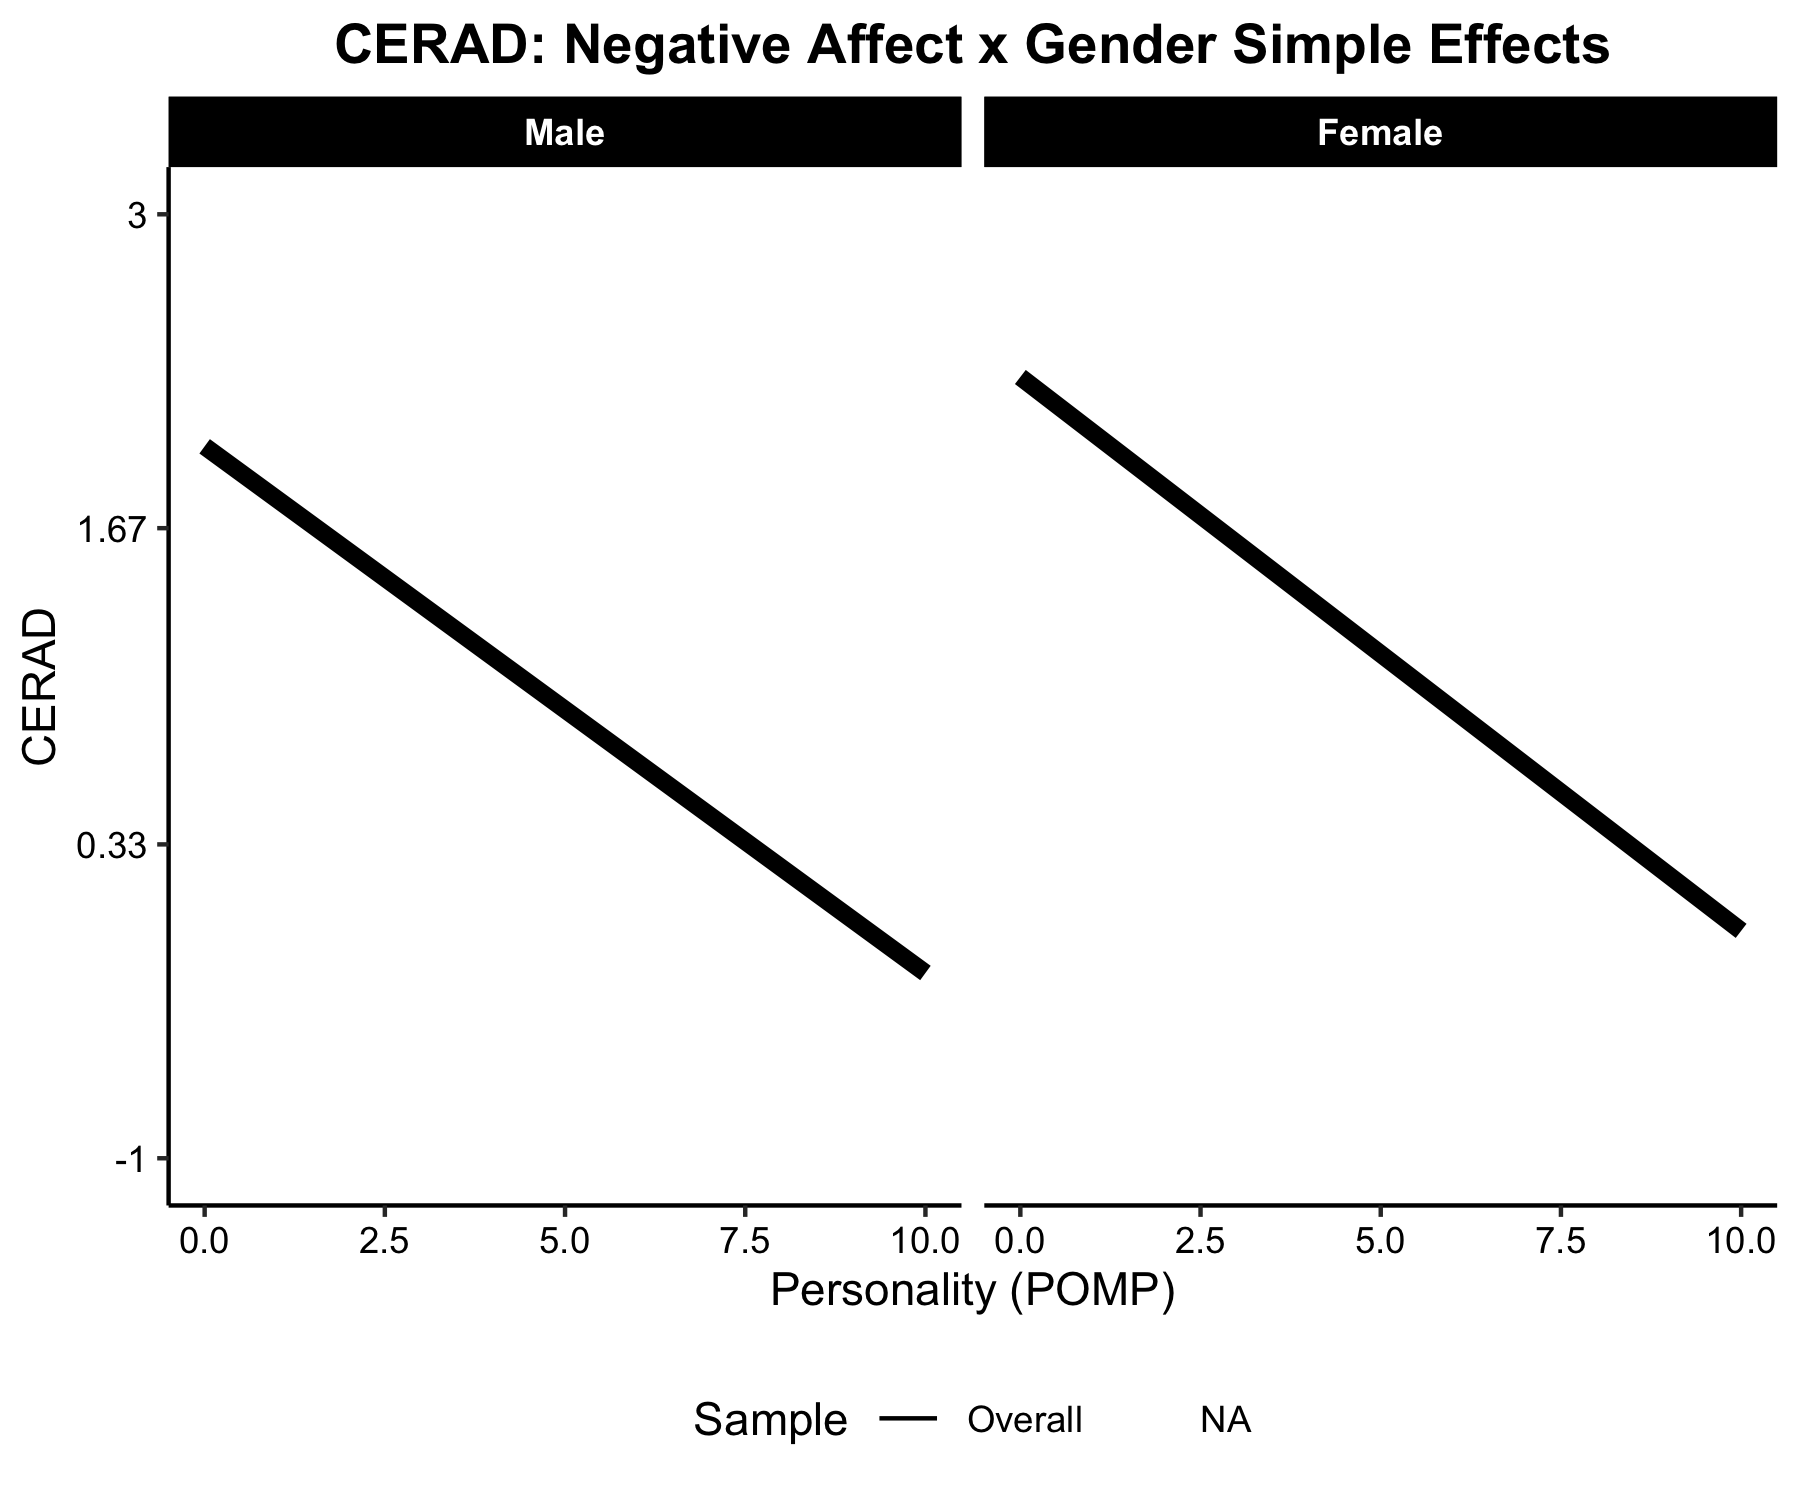 CERAD: Negative Affect x Gender Simple Effects
Male Female
3
1.67
0.33
-1
CERAD
0.0 2.5 5.0 7.5 10.0 0.0 2.5 5.0 7.5 10.0
Personality (POMP)
Sample Overall NA